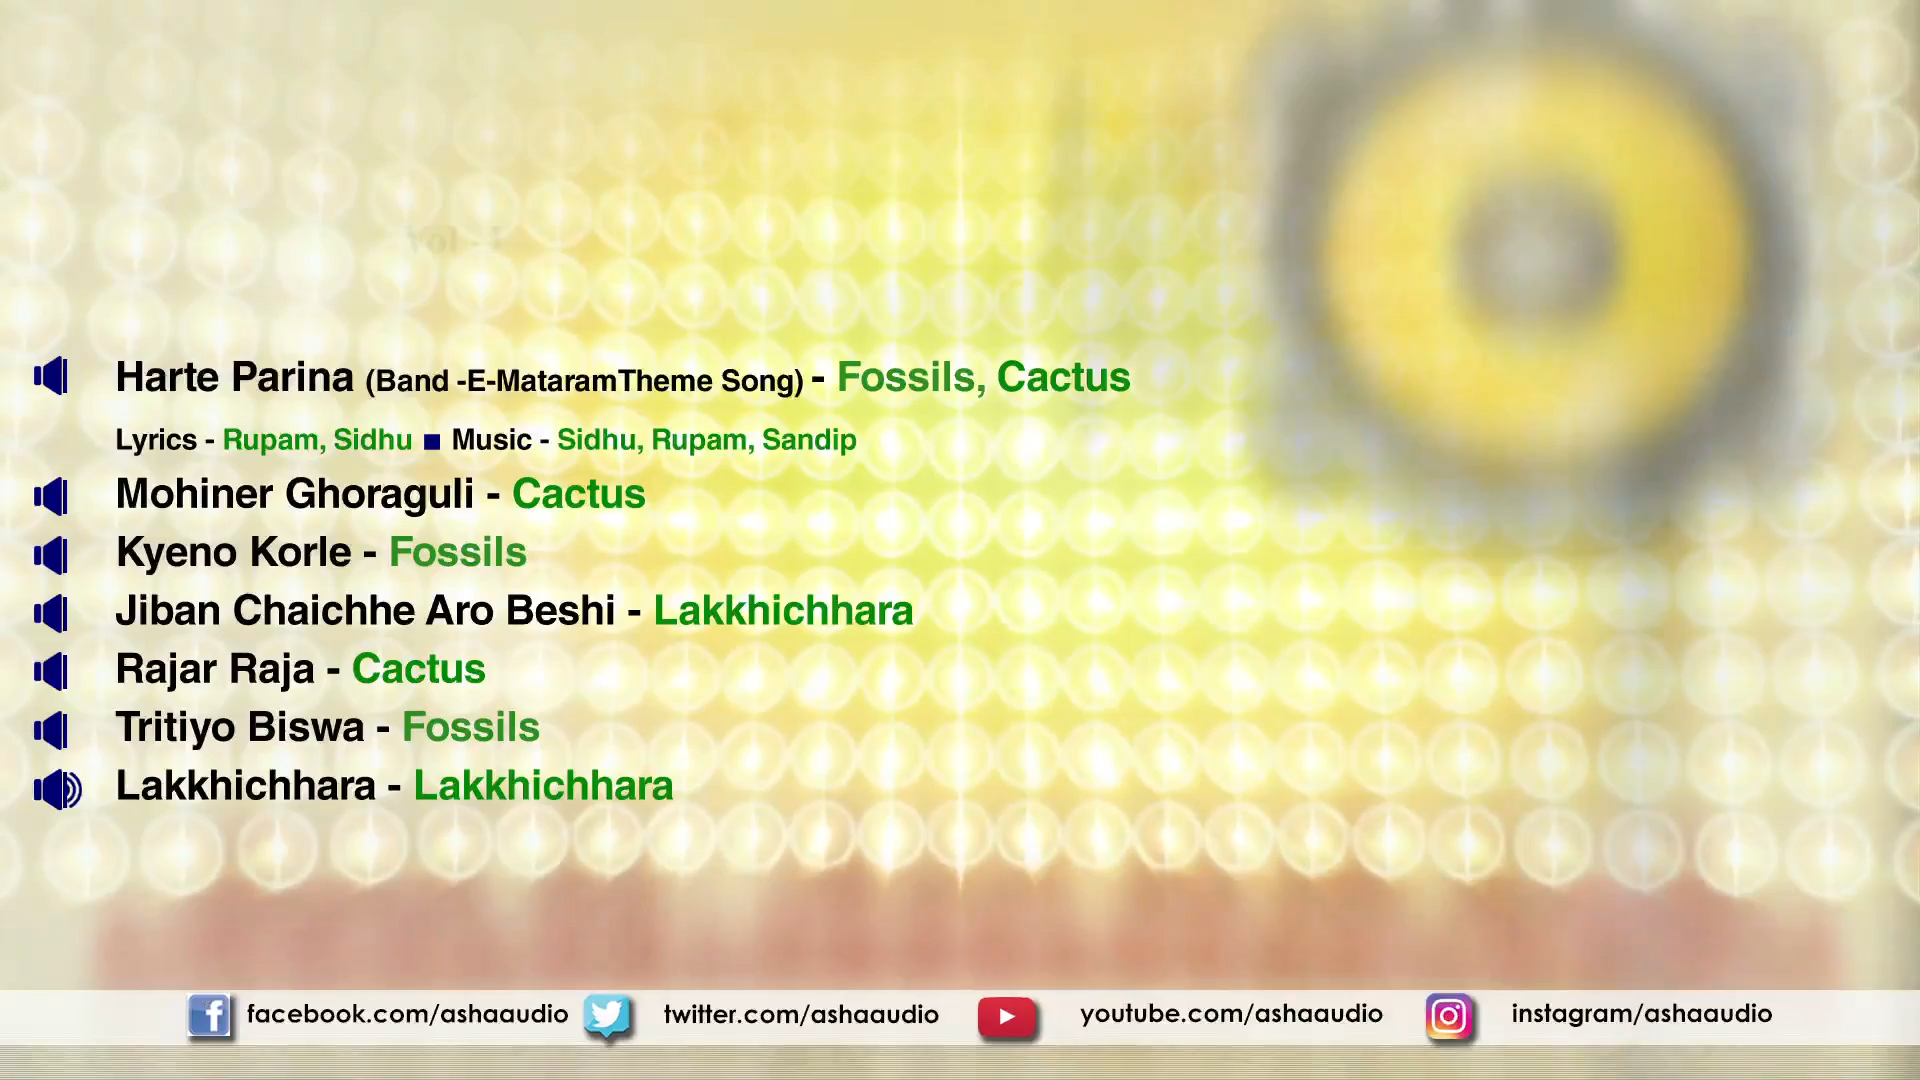 Vol - I
Harte Parina (Band -E-MataramTheme Song) - Fossils, Cactus
Lyrics - Rupam, Sidhu ■ Music - Sidhu, Rupam, Sandip
Mohiner Ghoraguli - Cactus
Kyeno Korle - Fossils
Jiban Chaichhe Aro Beshi - Lakkhichhara
Rajar Raja - Cactus
Tritiyo Biswa - Fossils
Lakkhichhara - Lakkhichhara
facebook.com/ashaaudio twitter.com/ashaaudio youtube.com/ashaaudio instagram/ashaaudio